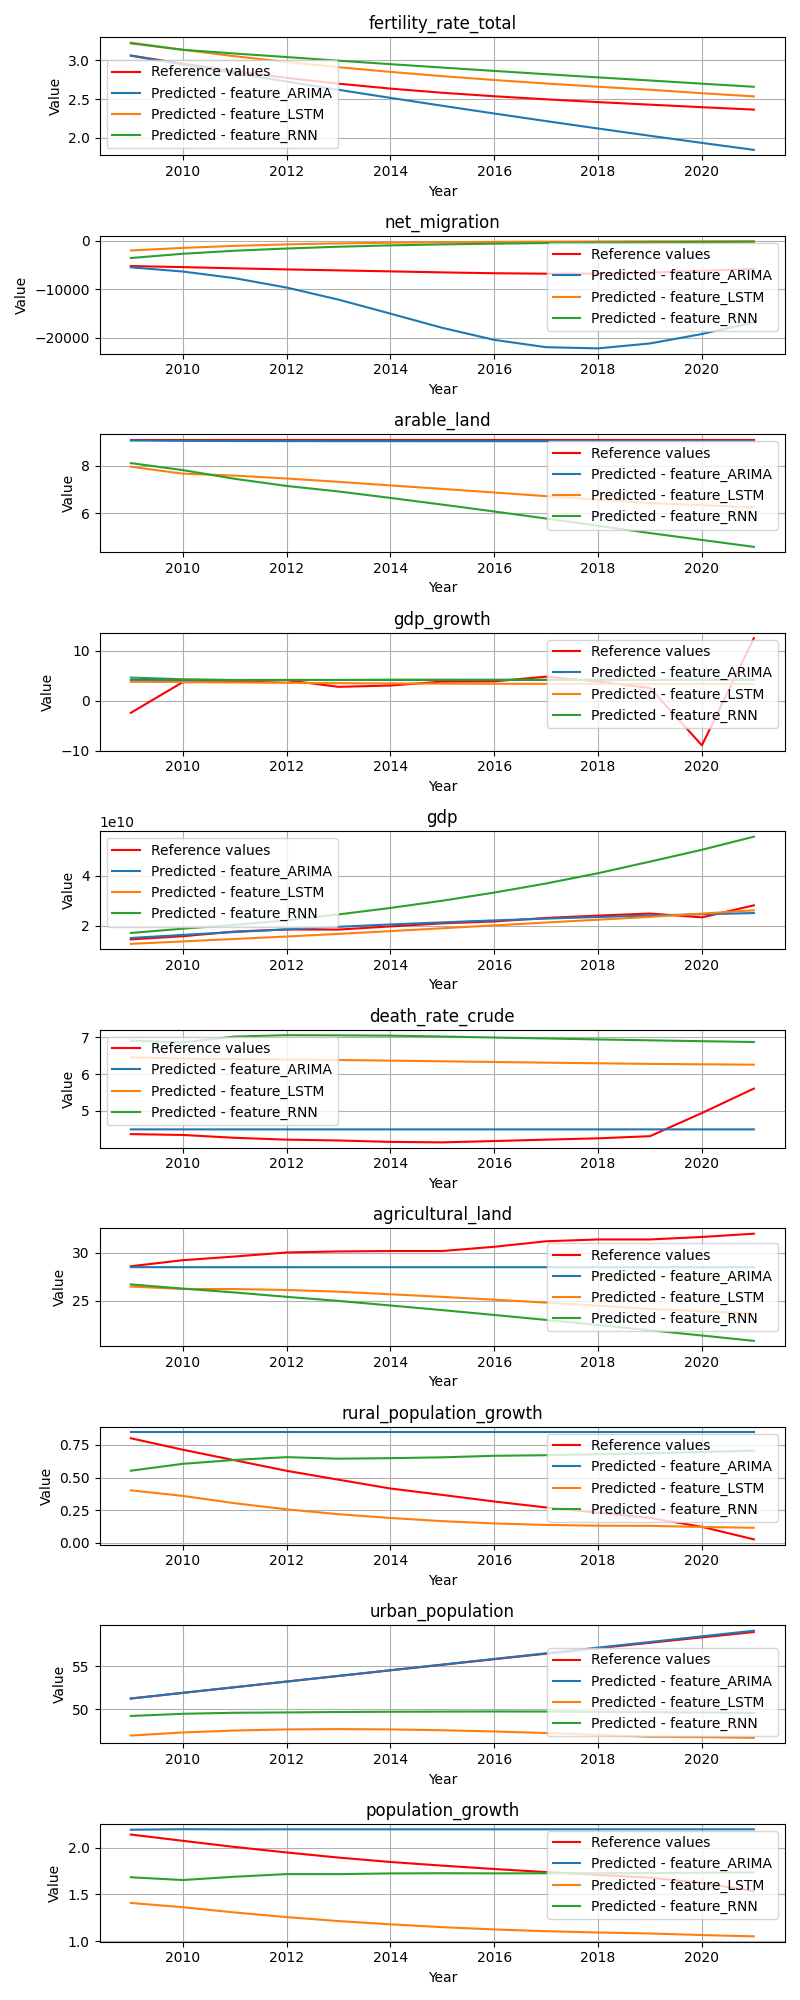 fertility_rate_total
3.0
2.5
2.0
Value
Reference values
Predicted - feature_ARIMA
Predicted - feature_LSTM
Predicted - feature_RNN
2010 2012 2014 2016 2018 2020
Year
net_migration
0
−10000
−20000
Value
Reference values
Predicted - feature_ARIMA
Predicted - feature_LSTM
Predicted - feature_RNN
2010 2012 2014 2016 2018 2020
Year
arable_land
8
6
Value
Reference values
Predicted - feature_ARIMA
Predicted - feature_LSTM
Predicted - feature_RNN
2010 2012 2014 2016 2018 2020
Year
gdp_growth
10
0
−10
Value
Reference values
Predicted - feature_ARIMA
Predicted - feature_LSTM
Predicted - feature_RNN
2010 2012 2014 2016 2018 2020
Year
gdp
1e10
4
2
Value
Reference values
Predicted - feature_ARIMA
Predicted - feature_LSTM
Predicted - feature_RNN
2010 2012 2014 2016 2018 2020
Year
death_rate_crude
7
6
5
Value
Reference values
Predicted - feature_ARIMA
Predicted - feature_LSTM
Predicted - feature_RNN
2010 2012 2014 2016 2018 2020
Year
agricultural_land
30
25
Value
Reference values
Predicted - feature_ARIMA
Predicted - feature_LSTM
Predicted - feature_RNN
2010 2012 2014 2016 2018 2020
Year
rural_population_growth
0.75
0.50
0.25
0.00
Value
Reference values
Predicted - feature_ARIMA
Predicted - feature_LSTM
Predicted - feature_RNN
2010 2012 2014 2016 2018 2020
Year
urban_population
55
50
Value
Reference values
Predicted - feature_ARIMA
Predicted - feature_LSTM
Predicted - feature_RNN
2010 2012 2014 2016 2018 2020
Year
population_growth
2.0
1.5
1.0
Value
Reference values
Predicted - feature_ARIMA
Predicted - feature_LSTM
Predicted - feature_RNN
2010 2012 2014 2016 2018 2020
Year